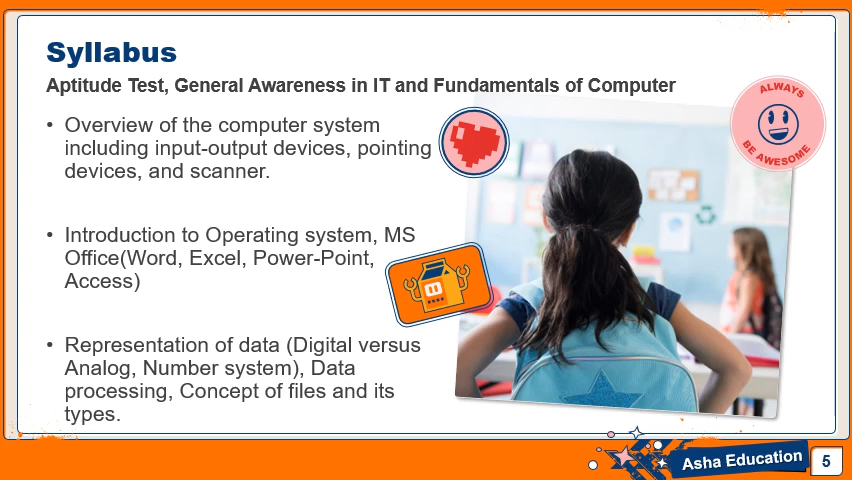 Syllabus
Aptitude Test, General Awareness in IT and Fundamentals of Computer
ALWAYS
BE AWESOME
• Overview of the computer system
including input-output devices, pointing
devices, and scanner.
• Introduction to Operating system, MS
Office(Word, Excel, Power-Point,
Access)
• Representation of data (Digital versus
Analog, Number system), Data
processing, Concept of files and its
types.
Asha Education
5